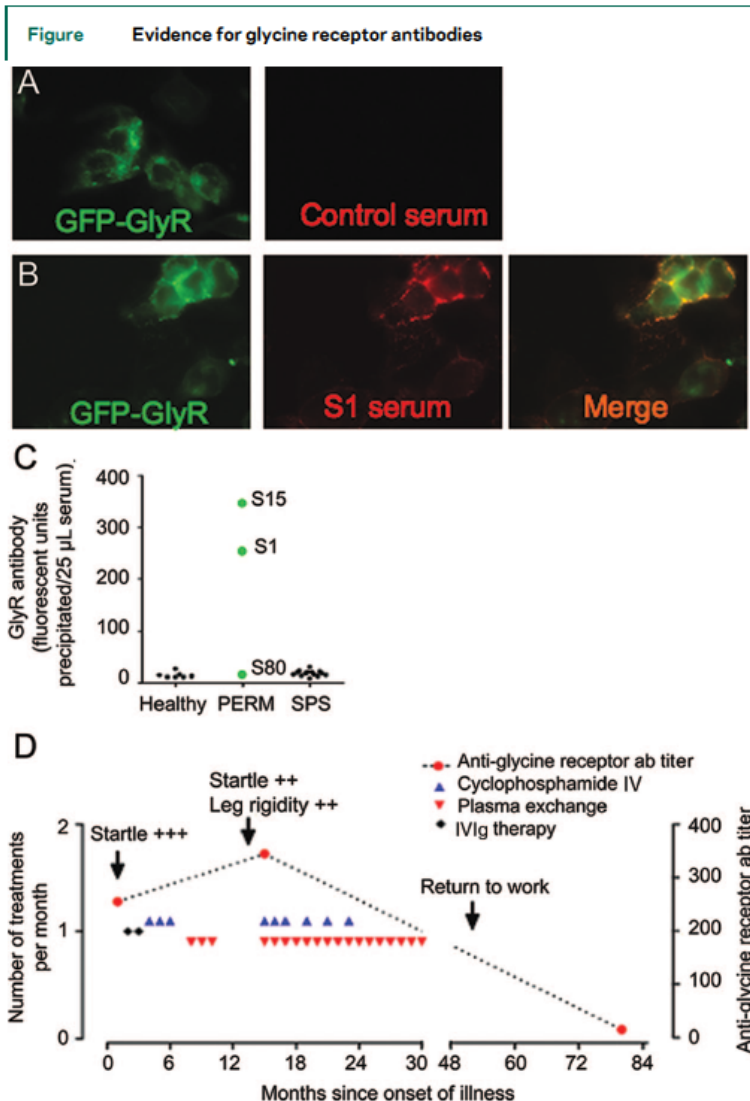 Figure Evidence for glycine receptor antibodies
A
GFP-GlyR
Control serum
B
GFP-GlyR
S1 serum
Merge
C
GlyR antibody
(fluorescent units
precipitated/25 µL serum)
400
300
200
100
0
S15
S1
S80
Healthy PERM SPS
D
Startle +++
Startle ++
Leg rigidity ++
Return to work
Anti-glycine receptor ab titer
Cyclophosphamide IV
Plasma exchange
IVIg therapy
Number of treatments
per month
2
1
0
400
300
200
100
0
Anti-glycine receptor ab titer
0 6 12 18 24 30 48 60 72 84
Months since onset of illness